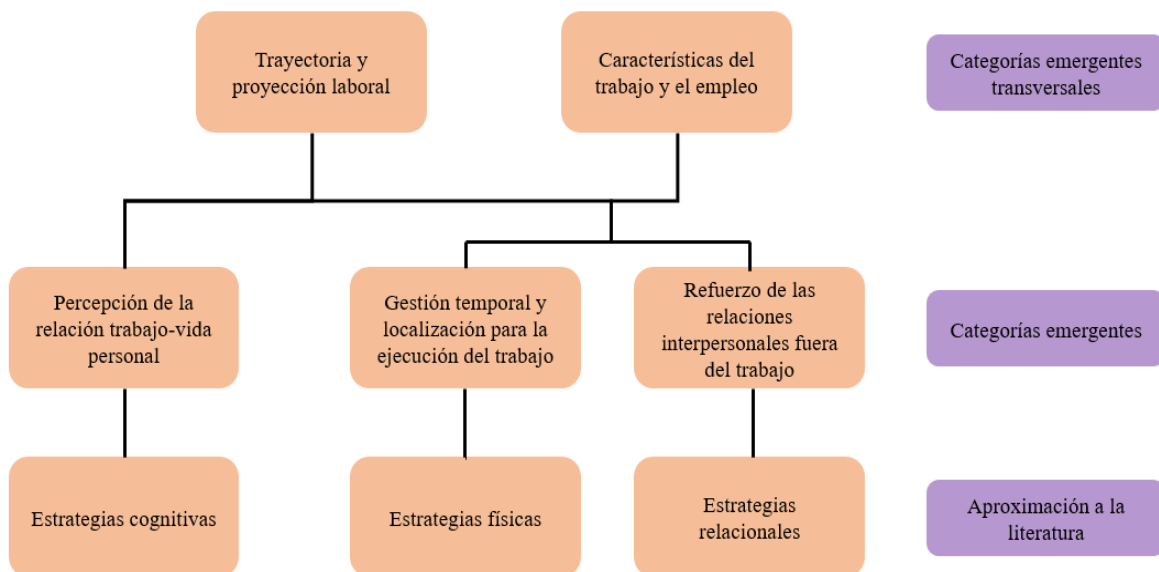 Trayectoria y
proyección laboral
Características del
trabajo y el empleo
Categorías emergentes
transversales
Percepción de la
relación trabajo-vida
personal
Gestión temporal y
localización para la
ejecución del trabajo
Refuerzo de las
relaciones
interpersonales fuera
del trabajo
Categorías emergentes
Estrategias cognitivas
Estrategias físicas
Estrategias
relacionales
Aproximación a la
literatura